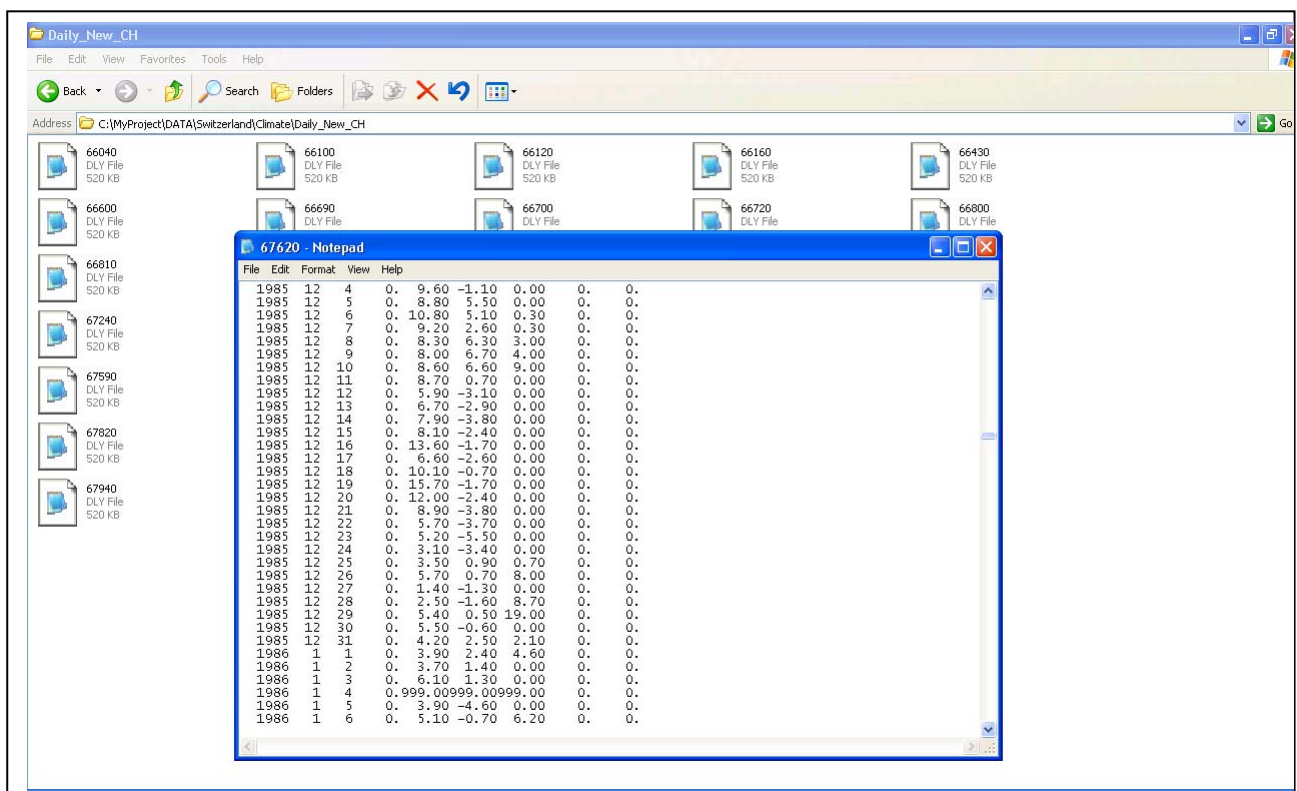 Daily_New_CH
File Edit View Favorites Tools Help
Back Search Folders
Address C:\MyProject\DATA\Switzerland\Climate\Daily_New_CH Go
66040 66100 66120 66160 66430
DLY File DLY File DLY File DLY File DLY File
520 KB 520 KB 520 KB 520 KB 520 KB
66600 66690 66700 66720 66800
DLY File DLY File DLY File DLY File DLY File
520 KB
66810
DLY File
520 KB
67240
DLY File
520 KB
67590
DLY File
520 KB
67820
DLY File
520 KB
67940
DLY File
520 KB
67620 - Notepad
File Edit Format View Help
1985 12 4 0. 9.60 -1.10 0.00 0. 0.
1985 12 5 0. 8.80 5.50 0.00 0. 0.
1985 12 6 0. 10.80 5.10 0.30 0. 0.
1985 12 7 0. 9.20 2.60 0.30 0. 0.
1985 12 8 0. 8.30 6.30 3.00 0. 0.
1985 12 9 0. 8.00 6.70 4.00 0. 0.
1985 12 10 0. 8.60 6.60 9.00 0. 0.
1985 12 11 0. 8.70 0.70 0.00 0. 0.
1985 12 12 0. 5.90 -3.10 0.00 0. 0.
1985 12 13 0. 6.70 -2.90 0.00 0. 0.
1985 12 14 0. 7.90 -3.80 0.00 0. 0.
1985 12 15 0. 8.10 -2.40 0.00 0. 0.
1985 12 16 0. 13.60 -1.70 0.00 0. 0.
1985 12 17 0. 6.60 -2.60 0.00 0. 0.
1985 12 18 0. 10.10 -0.70 0.00 0. 0.
1985 12 19 0. 15.70 -1.70 0.00 0. 0.
1985 12 20 0. 12.00 -2.40 0.00 0. 0.
1985 12 21 0. 8.90 -3.80 0.00 0. 0.
1985 12 22 0. 5.70 -3.70 0.00 0. 0.
1985 12 23 0. 5.20 -5.50 0.00 0. 0.
1985 12 24 0. 3.10 -3.40 0.00 0. 0.
1985 12 25 0. 3.50 0.90 0.70 0. 0.
1985 12 26 0. 5.70 0.70 8.00 0. 0.
1985 12 27 0. 1.40 -1.30 0.00 0. 0.
1985 12 28 0. 2.50 -1.60 8.70 0. 0.
1985 12 29 0. 5.40 0.50 19.00 0. 0.
1985 12 30 0. 5.50 -0.60 0.00 0. 0.
1985 12 31 0. 4.20 2.50 2.10 0. 0.
1986 1 1 0. 3.90 2.40 4.60 0. 0.
1986 1 2 0. 3.70 1.40 0.00 0. 0.
1986 1 3 0. 6.10 1.30 0.00 0. 0.
1986 1 4 0.999.00999.00999.00 0. 0.
1986 1 5 0. 3.90 -4.60 0.00 0. 0.
1986 1 6 0. 5.10 -0.70 6.20 0. 0.